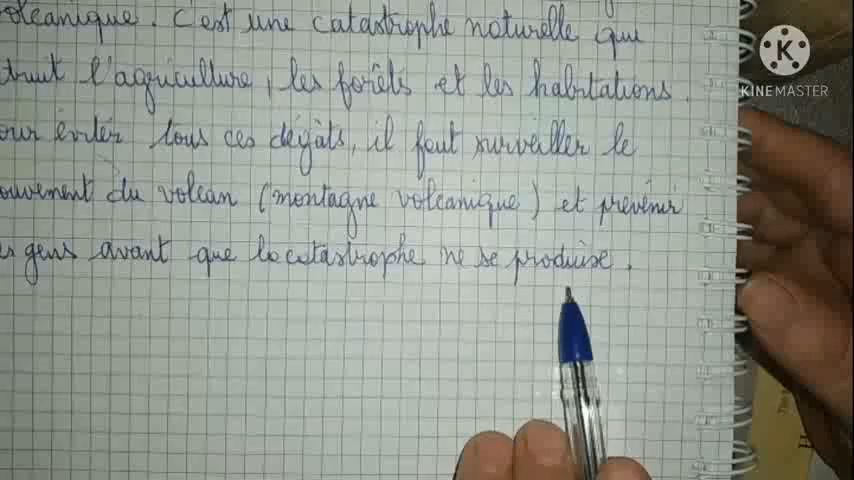 volcanique. C'est une catastrophe naturelle qui
truit l'agriculture, les forêts et les habitations.
our éviter tous ces dégâts, il faut surveiller le
ouvement du volcan (montagne volcanique) et prévenir
es gens avant que la catastrophe ne se produise.
KINEMASTER